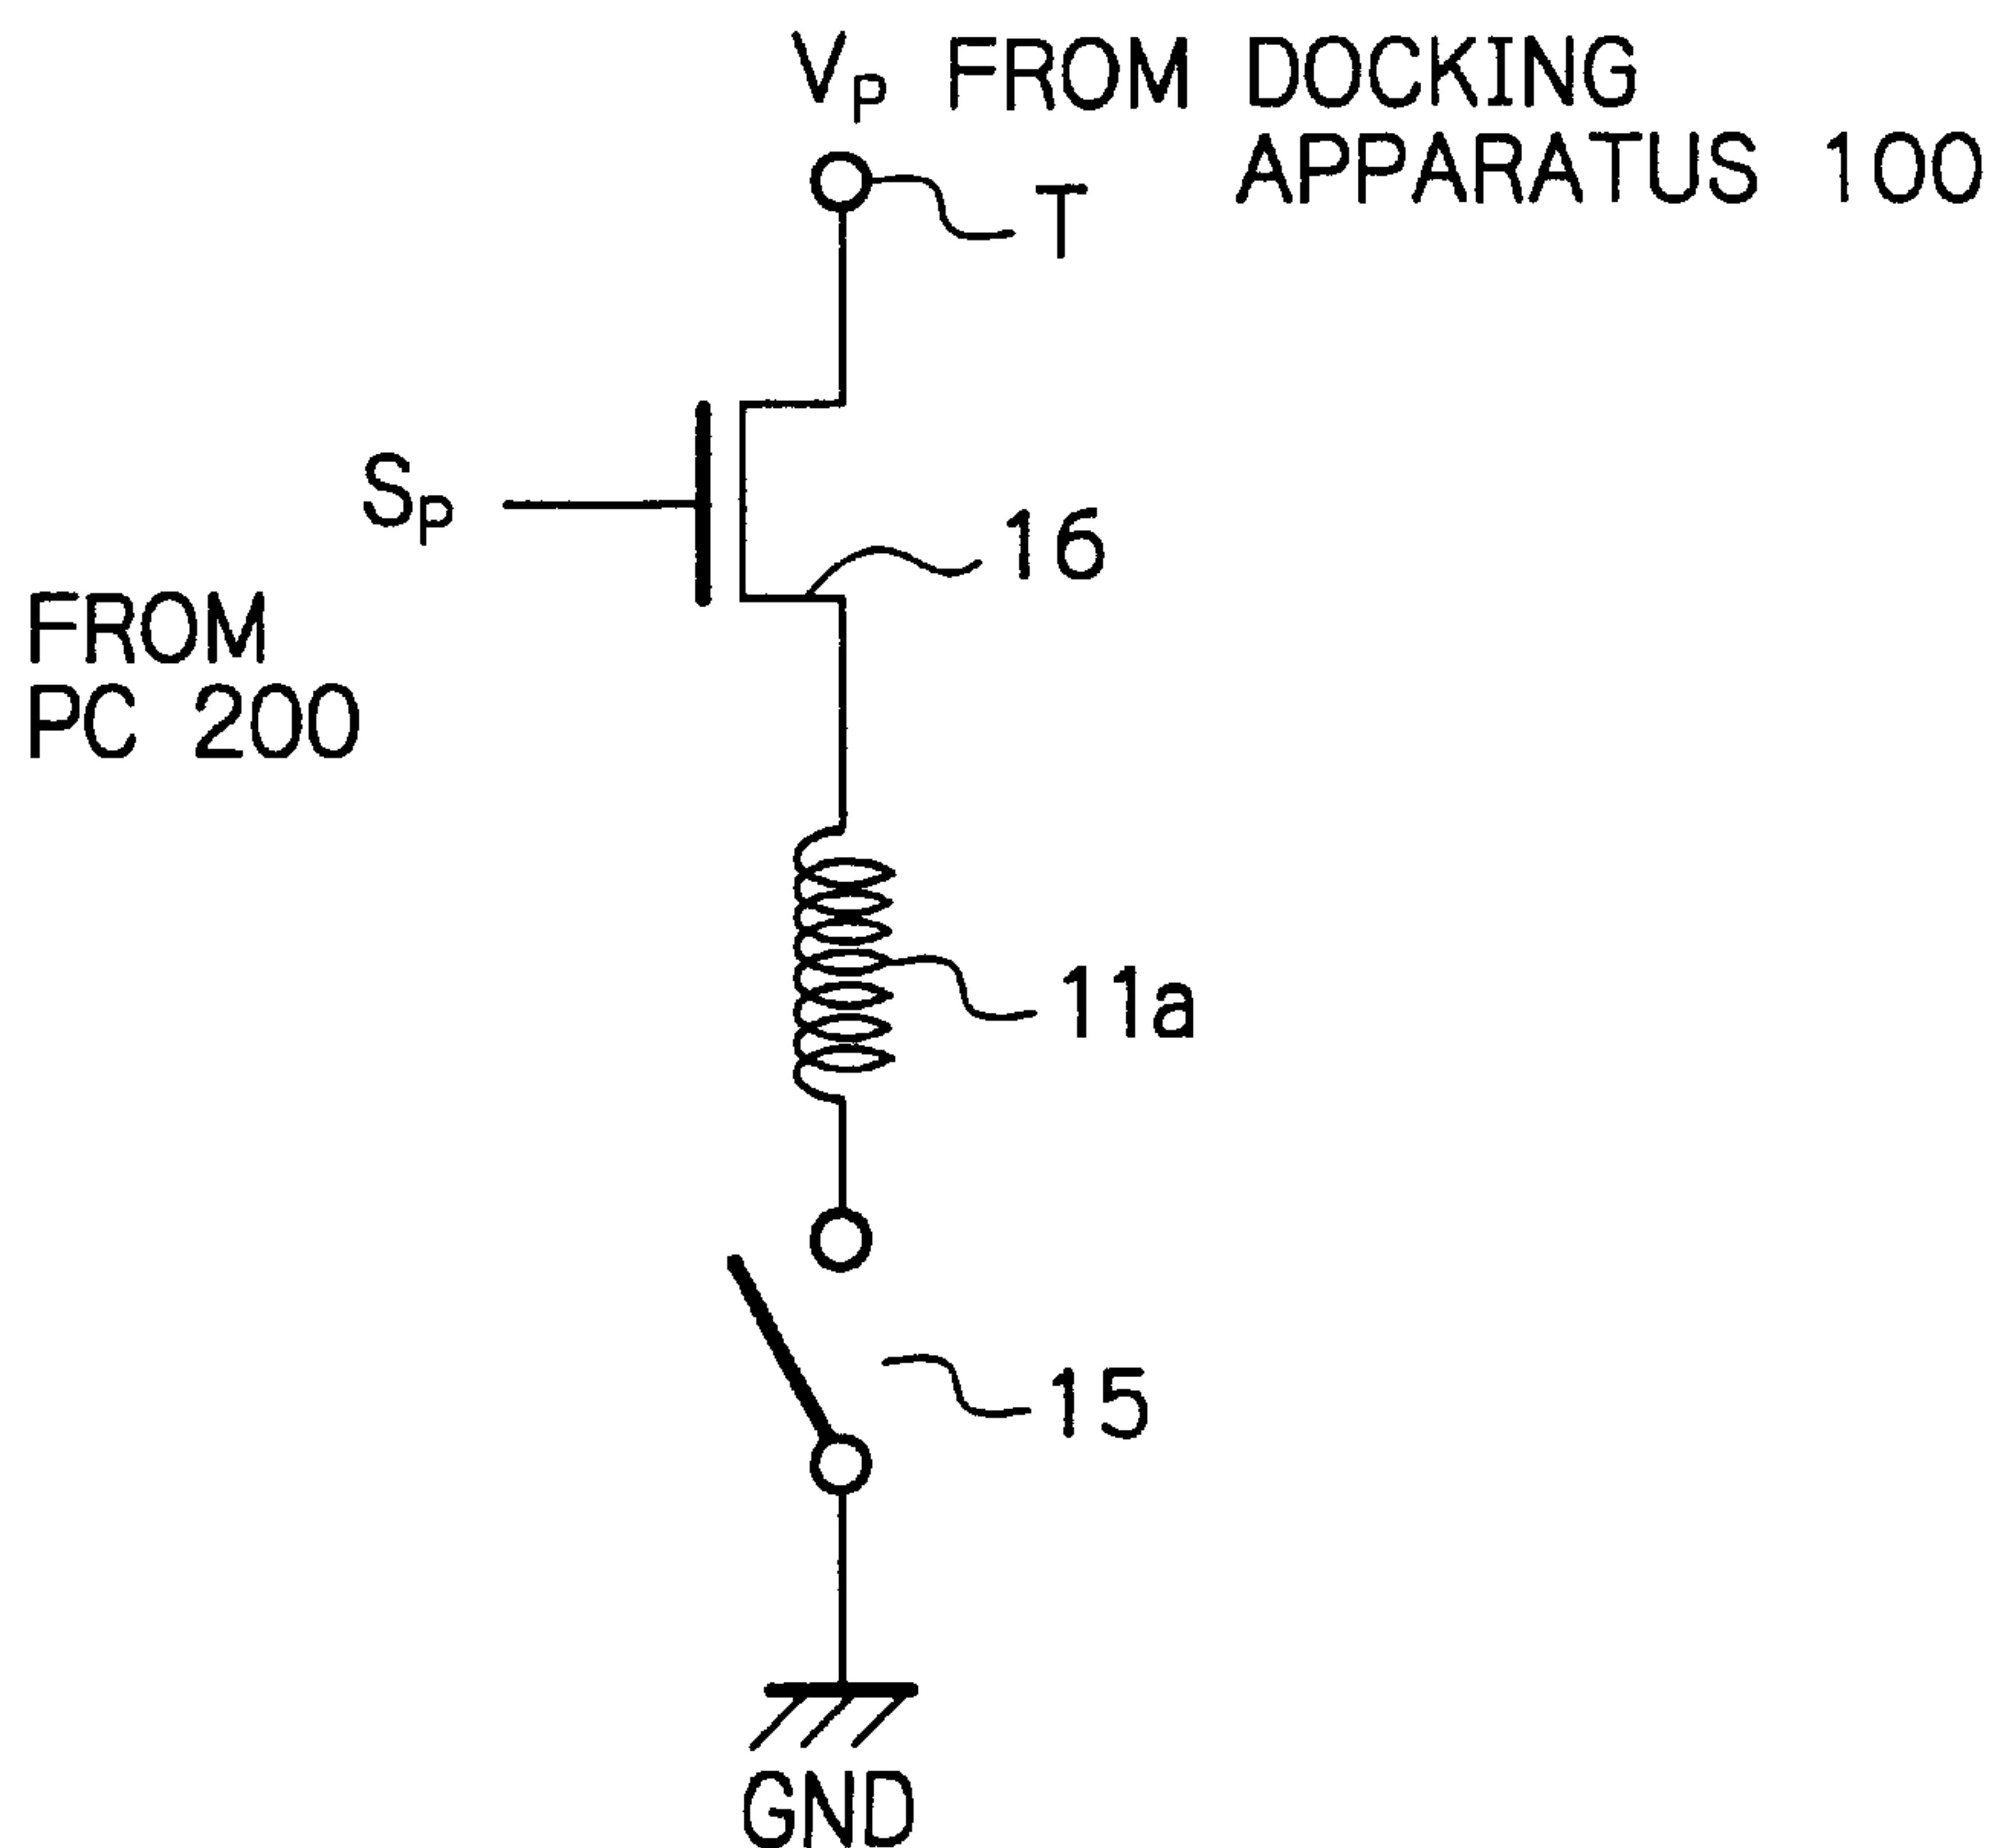 VP FROM DOCKING
APPARATUS 100
T
SP
16
FROM
PC 200
11a
15
GND